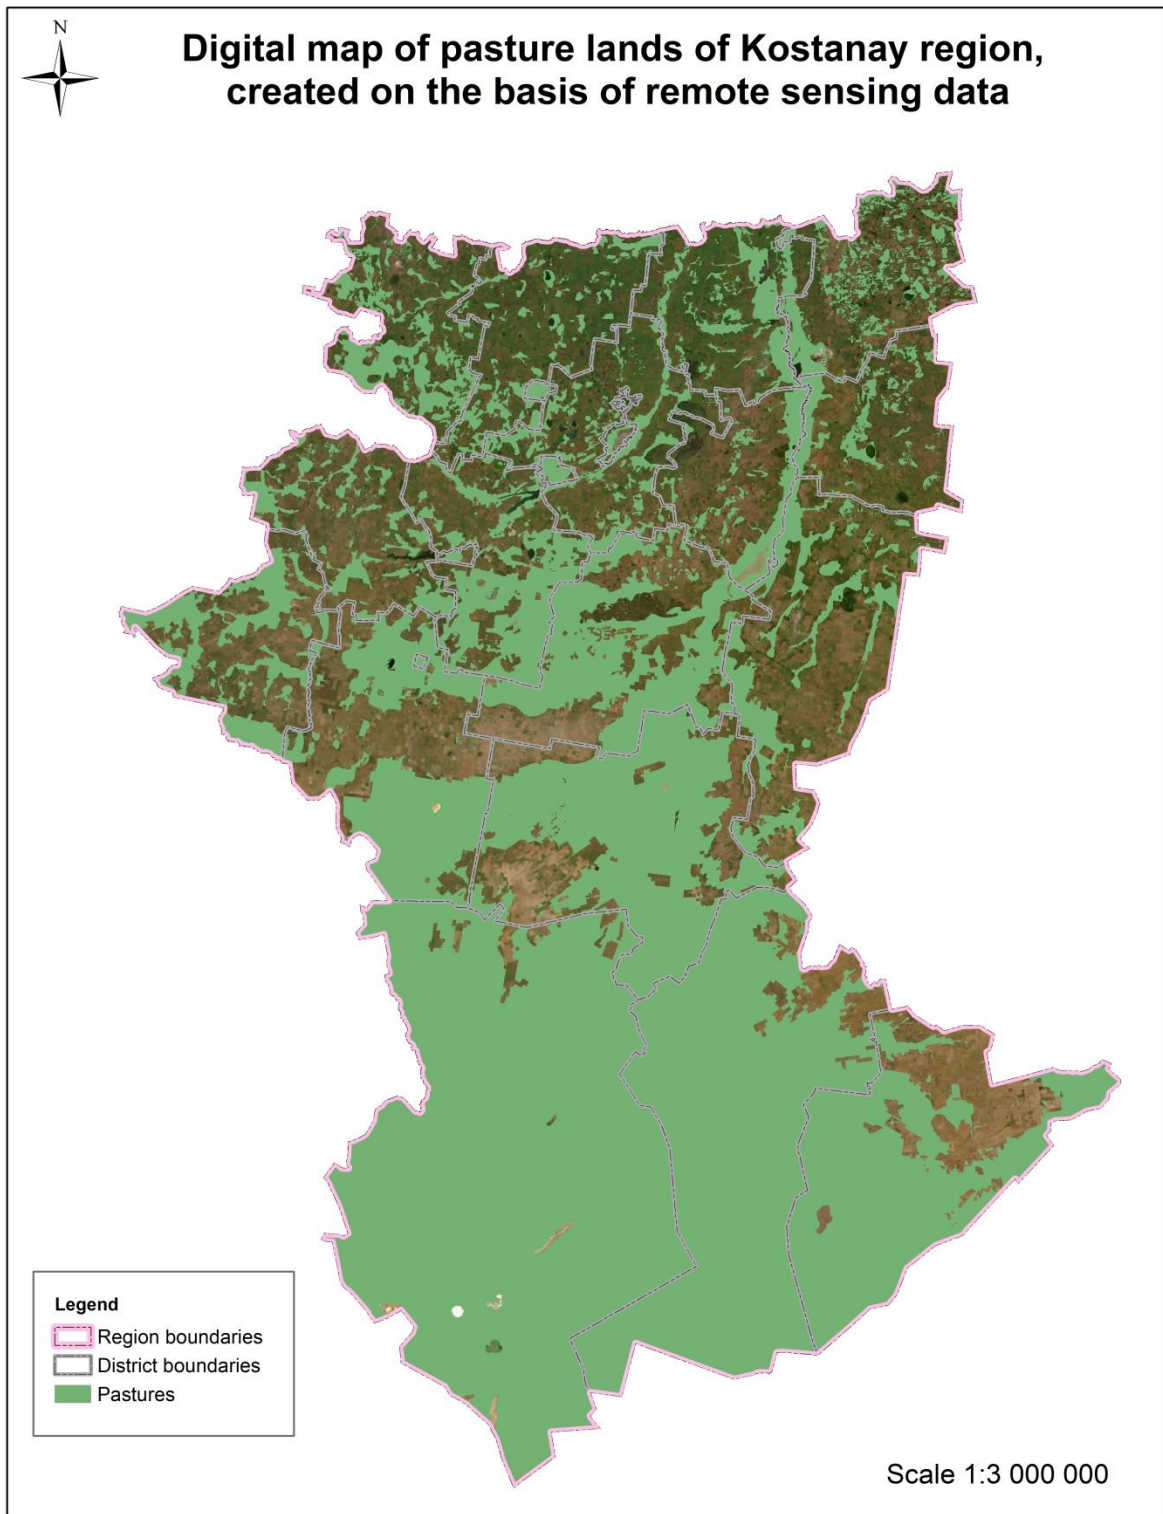 N
Digital map of pasture lands of Kostanay region,
created on the basis of remote sensing data
Legend
Region boundaries
District boundaries
Pastures
Scale 1:3 000 000